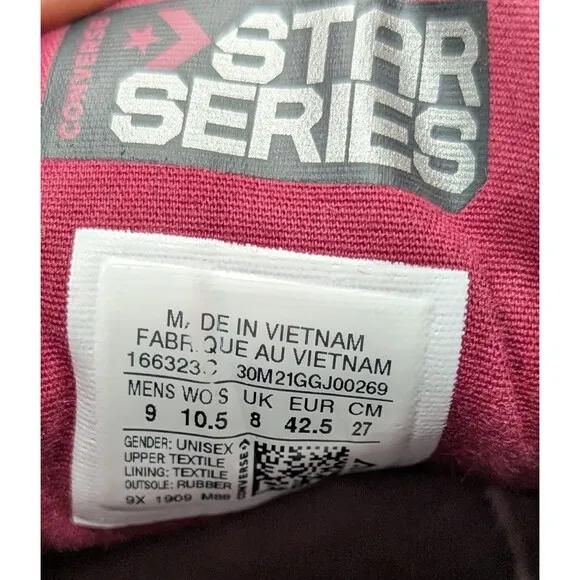 CONVERSE
STAR
SERIES
MADE IN VIETNAM
FABRIQUE AU VIETNAM
166323C 30M21GGJ00269
MENS WO S UK EUR CM
9 10.5 8 42.5 27
GENDER: UNISEX
UPPER TEXTILE
LINING: TEXTILE
OUTSOLE: RUBBER
9X 1909 M88
CONVERSE